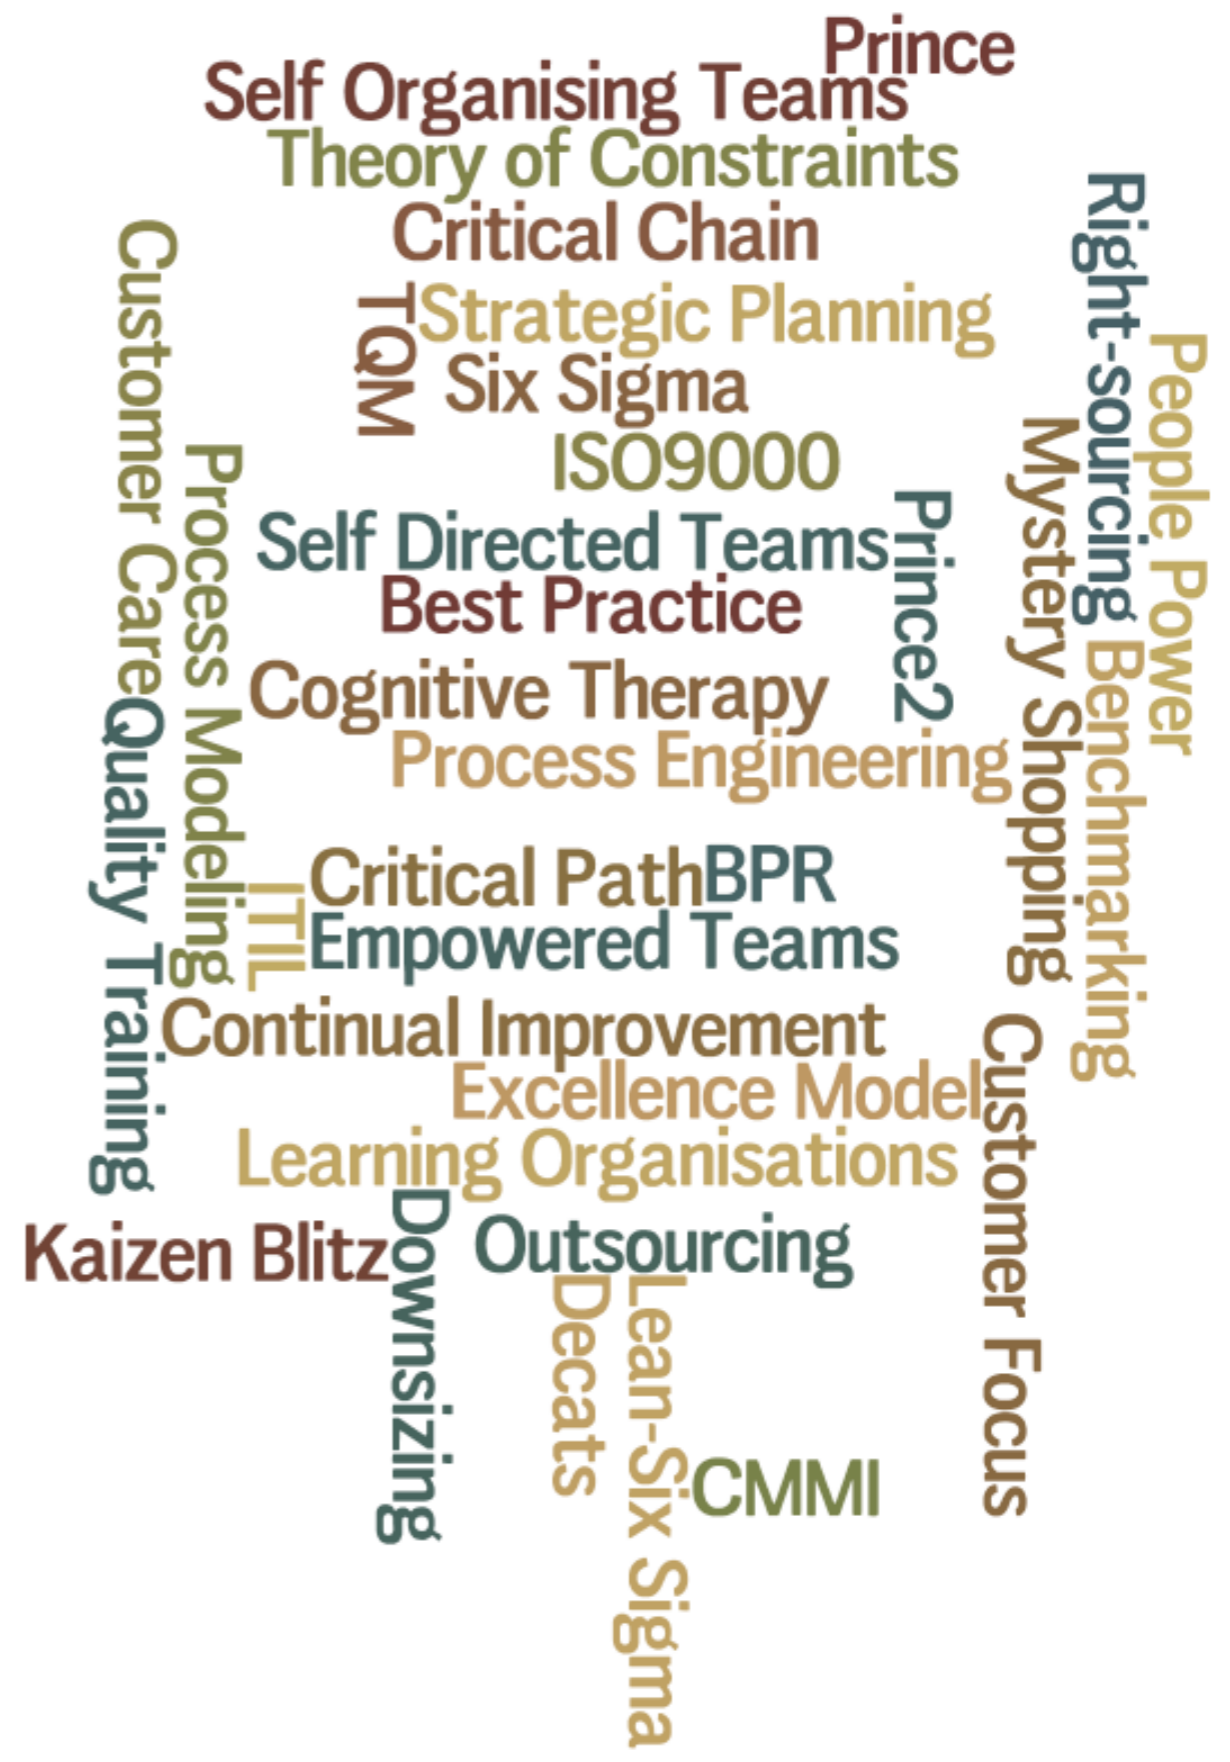 Prince
Self Organising Teams
Theory of Constraints
Critical Chain
Right-sourcing
Customer Care
TQM
Strategic Planning
People Power
Six Sigma
Mystery Shopping
ISO9000
Process Modeling
Prince2
Self Directed Teams
Best Practice
Benchmarking
Cognitive Therapy
Quality Training
Process Engineering
Critical Path
BPR
ITIL
Empowered Teams
Continual Improvement
Customer Focus
Excellence Model
Learning Organisations
Downsizing
Outsourcing
Kaizen Blitz
Decats
Lean-Six Sigma
CMMI